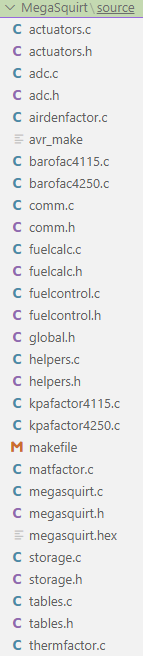 MegaSquirt\source
C actuators.c
C actuators.h
C adc.c
C adc.h
C airdenfactor.c
avr_make
C barofac4115.c
C barofac4250.c
C comm.c
C comm.h
C fuelcalc.c
C fuelcalc.h
C fuelcontrol.c
C fuelcontrol.h
C global.h
C helpers.c
C helpers.h
C kpafactor4115.c
C kpafactor4250.c
M makefile
C matfactor.c
C megasquirt.c
C megasquirt.h
megasquirt.hex
C storage.c
C storage.h
C tables.c
C tables.h
C thermfactor.c